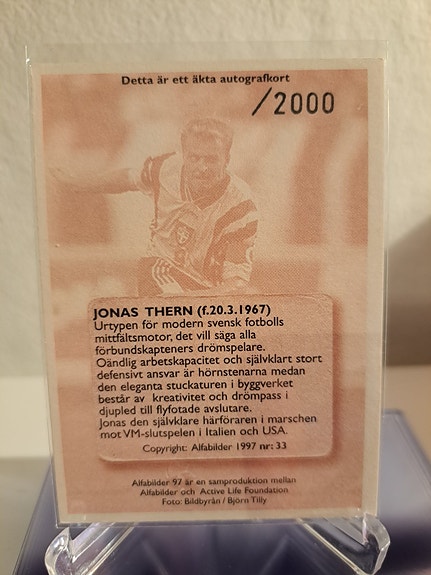 Detta är ett äkta autografkort
/2000
JONAS THERN (f.20.3.1967)
Urtypen för modern svensk fotbolls
mittfältsmotor, det vill säga alla
förbundskapteners drömspelare.
Oändlig arbetskapacitet och självklart stort
defensivt ansvar är hörnstenarna medan
den eleganta stuckaturen i byggverket
består av kreativitet och drömpass i
djupled till flyfotade avslutare.
Jonas den självklare härföraren i marschen
mot VM-slutspelen i Italien och USA.
Copyright: Alfabilder 1997 nr: 33
Alfabilder 97 är en samproduktion mellan
Alfabilder och Active Life Foundation
Foto: Bildbyrån / Björn Tilly